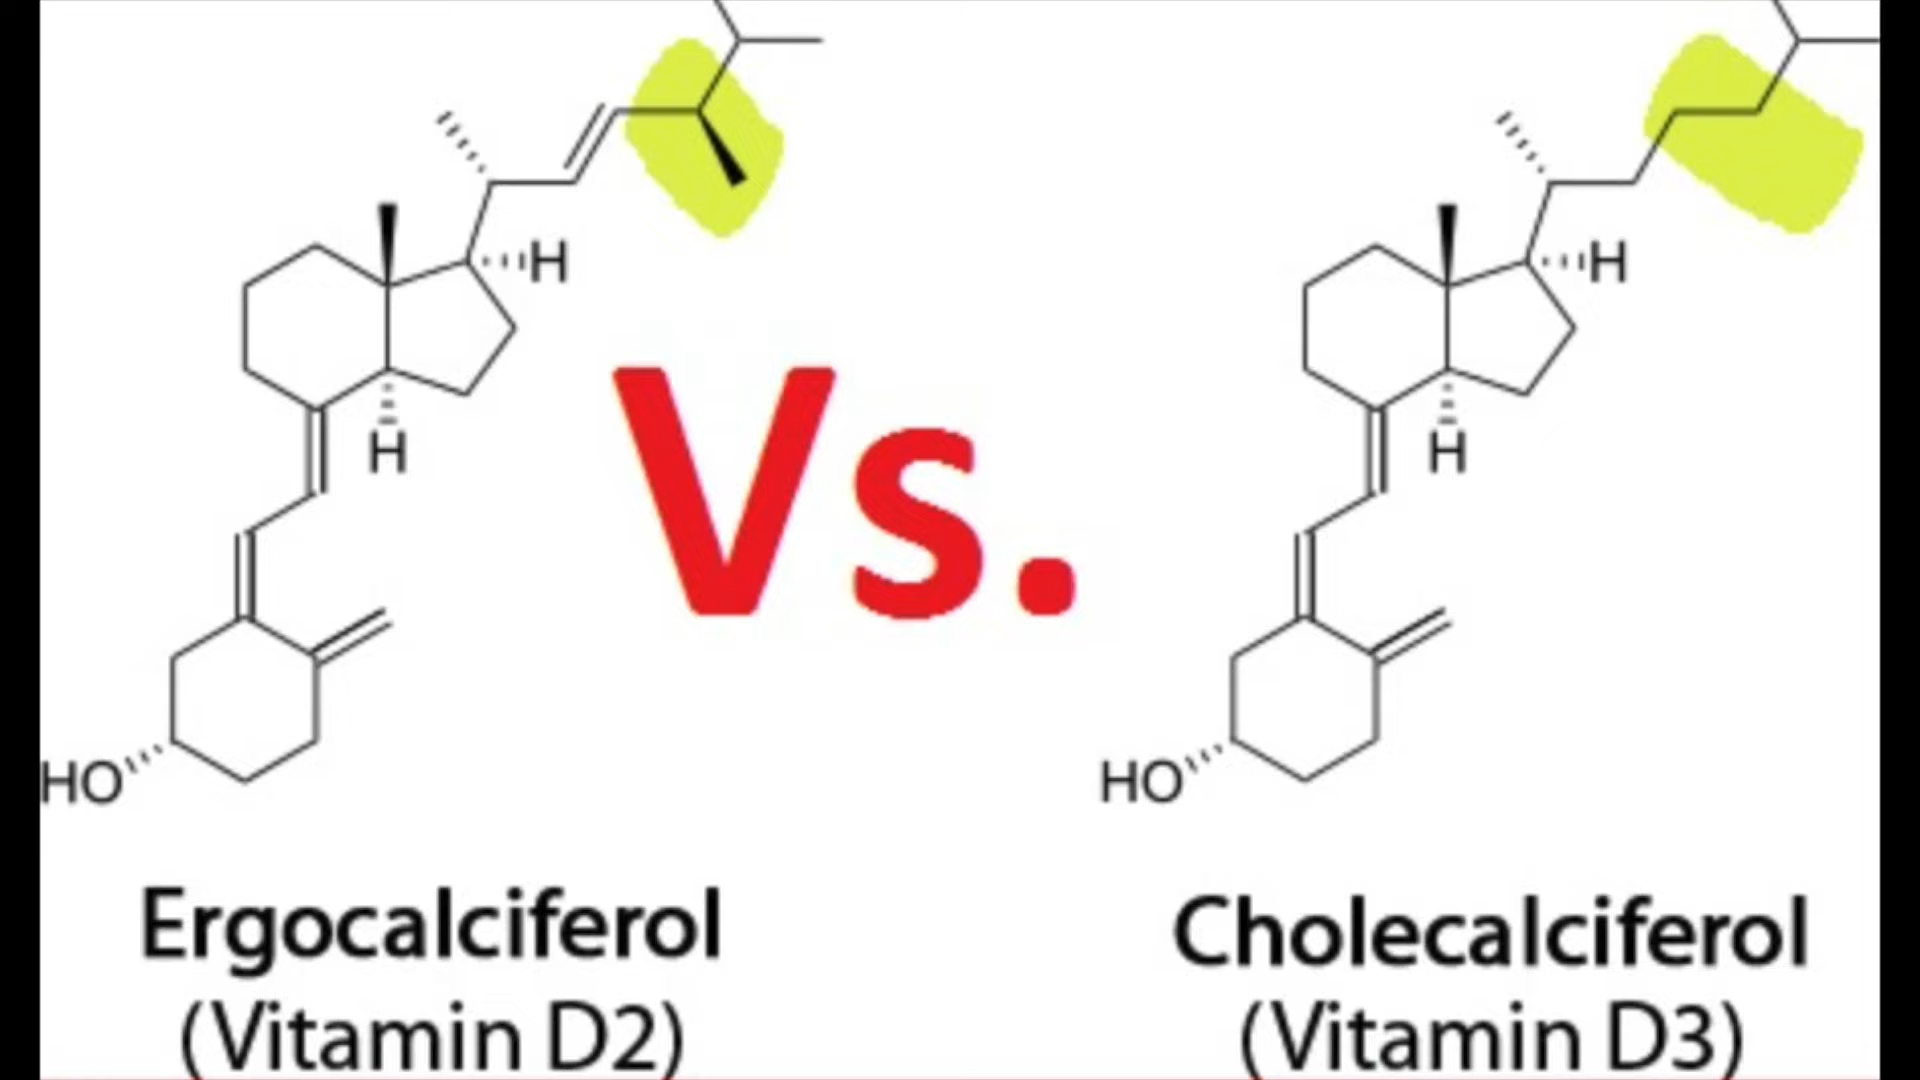 H
H
H
H
Vs.
HO
HO
Ergocalciferol
(Vitamin D2)
Cholecalciferol
(Vitamin D3)